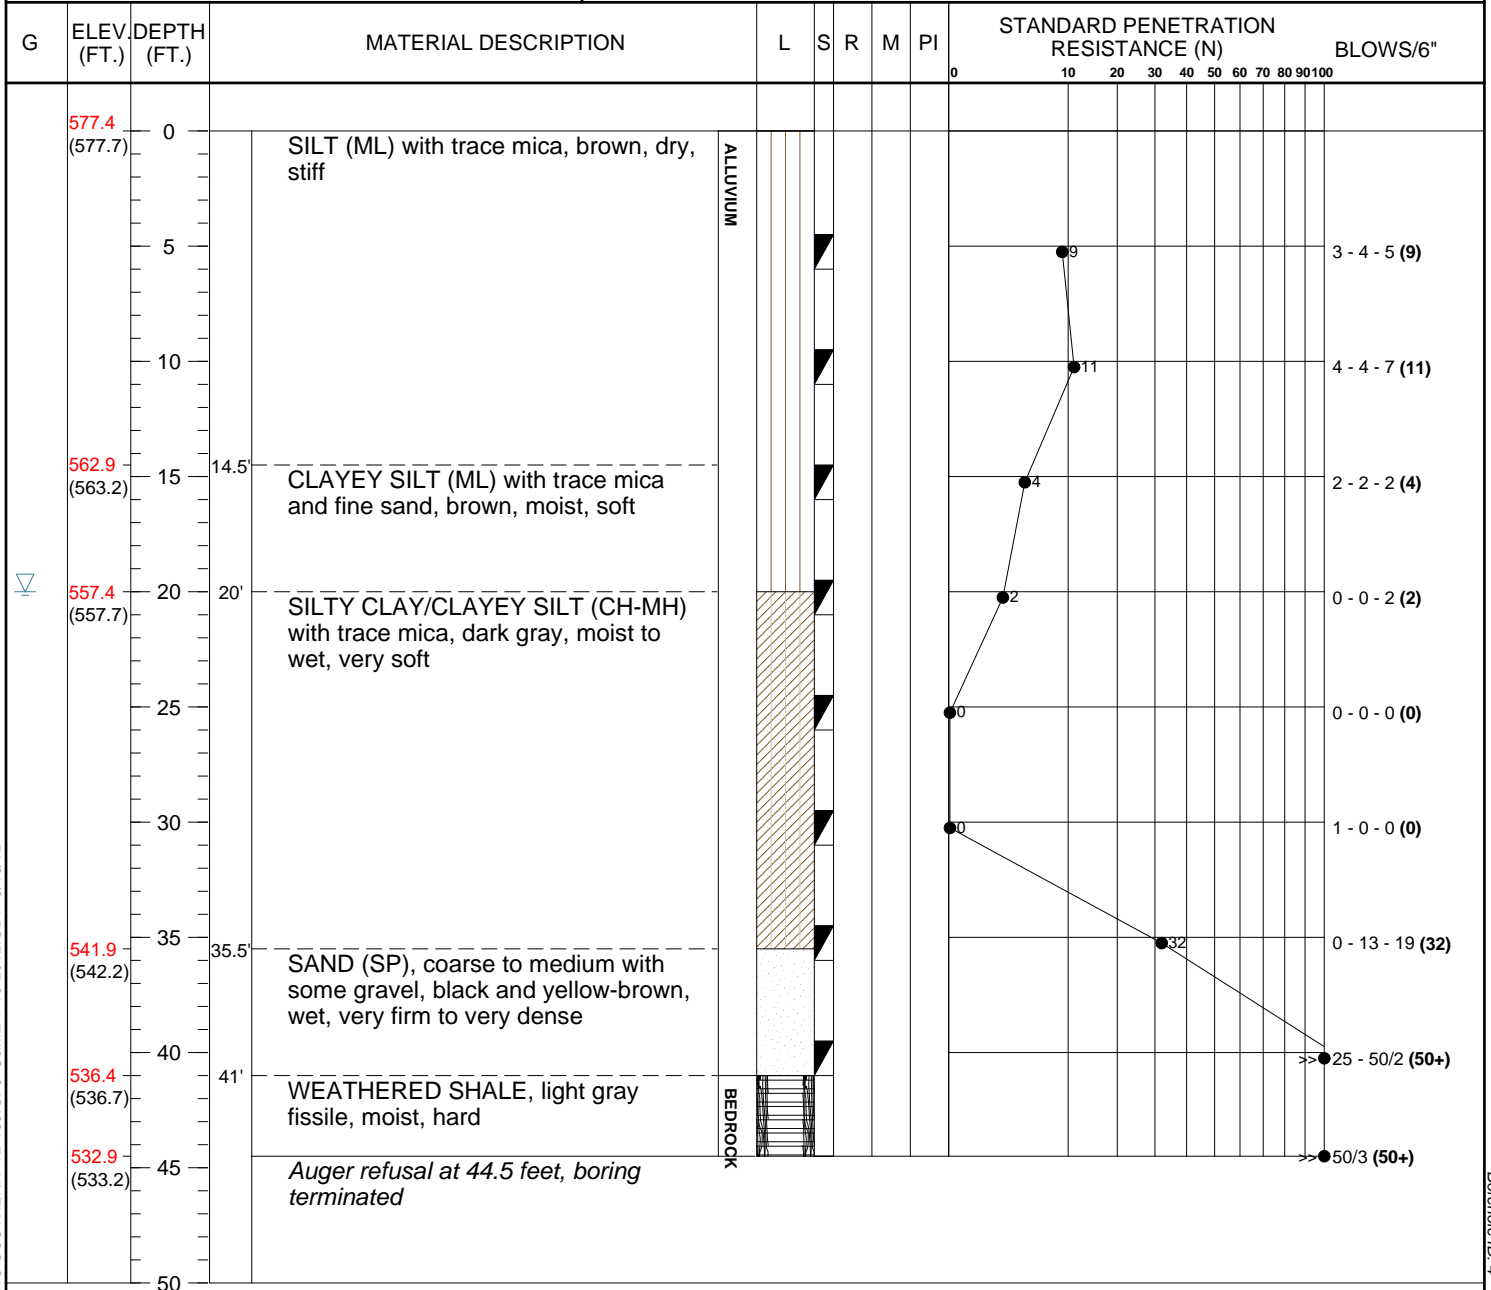 G
ELEV. (FT.)
DEPTH (FT.)
MATERIAL DESCRIPTION
L
S
R
M
PI
STANDARD PENETRATION
RESISTANCE (N)
BLOWS/6"
0 10 20 30 40 50 60 70 80 90 100
577.4
(577.7)
0
SILT (ML) with trace mica, brown, dry,
stiff
ALLUVIUM
5
9
3 - 4 - 5 (9)
10
11
4 - 4 - 7 (11)
562.9
(563.2)
14.5'
15
CLAYEY SILT (ML) with trace mica
and fine sand, brown, moist, soft
4
2 - 2 - 2 (4)
557.4
(557.7)
20
20'
SILTY CLAY/CLAYEY SILT (CH-MH)
with trace mica, dark gray, moist to
wet, very soft
2
0 - 0 - 2 (2)
25
0
0 - 0 - 0 (0)
30
0
1 - 0 - 0 (0)
35
32
0 - 13 - 19 (32)
541.9
(542.2)
35.5'
SAND (SP), coarse to medium with
some gravel, black and yellow-brown,
wet, very firm to very dense
40
>>
25 - 50/2 (50+)
536.4
(536.7)
41'
WEATHERED SHALE, light gray
fissile, moist, hard
BEDROCK
532.9
(533.2)
45
Auger refusal at 44.5 feet, boring
terminated
>>
50/3 (50+)
50